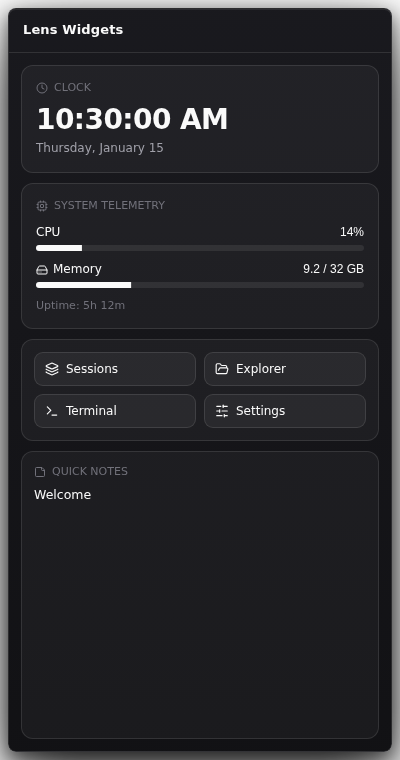 Lens Widgets
CLOCK
10:30:00 AM
Thursday, January 15
SYSTEM TELEMETRY
CPU 14%
Memory 9.2 / 32 GB
Uptime: 5h 12m
Sessions Explorer
Terminal Settings
QUICK NOTES
Welcome